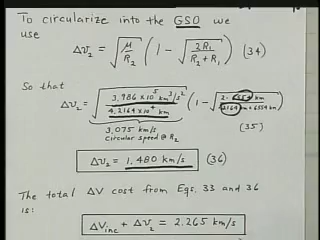 To circularize into the GSO we
use
Δv₂ = √(μ/R₂) (1 - √(2R₁/(R₂ + R₁))) (34)
So that
Δv₂ = √(3.986 × 10⁵ km³/s² / 4.2164 × 10⁴ km) (1 - √(2 · 6554 km / (42164 km + 6554 km)))
3.075 km/s
Circular speed @ R₂
(35)
Δv₂ = 1.480 km/s (36)
The total ΔV cost from Eqs. 33 and 36
is:
ΔV_inc + ΔV₂ = 2.265 km/s